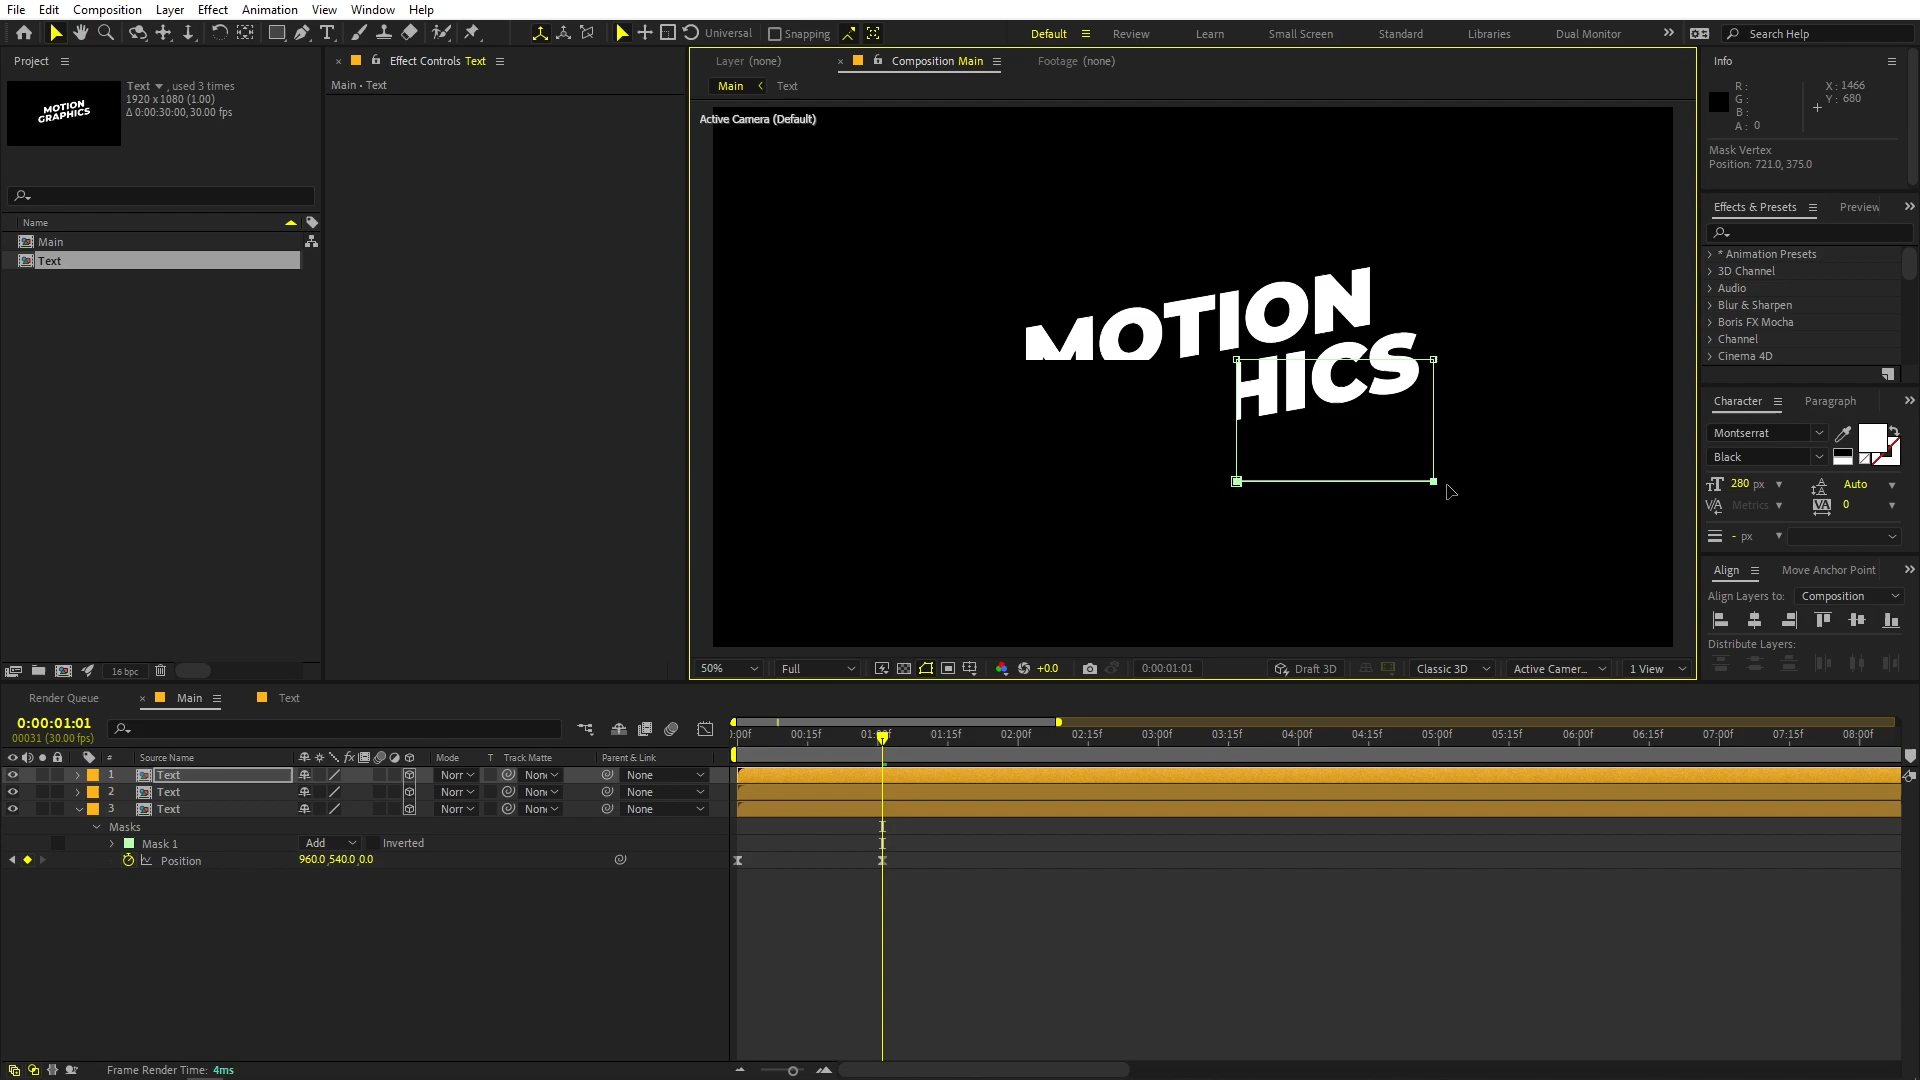 File Edit Composition Layer Effect Animation View Window Help
Universal Snapping Default Review Learn Small Screen Standard Libraries Dual Monitor Search Help
Project
Effect Controls Text
Layer (none)
Composition Main
Footage (none)
Info
Text , used 3 times
1920 x 1080 (1.00)
Δ 0:00:30:00, 30.00 fps
MOTION
GRAPHICS
Main • Text
Main
Text
Active Camera (Default)
R :
G :
B :
A : 0
X : 1466
Y : 680
Mask Vertex
Position: 721.0, 375.0
Name
Main
Text
MOTION
HICS
Effects & Presets
Preview
* Animation Presets
3D Channel
Audio
Blur & Sharpen
Boris FX Mocha
Channel
Cinema 4D
Character
Paragraph
Montserrat
Black
280 px
Auto
Metrics
0
- px
Align
Move Anchor Point
Align Layers to: Composition
Distribute Layers:
16 bpc
50% Full +0.0 0:00:01:01 Draft 3D Classic 3D Active Camer... 1 View
Render Queue
Main
Text
0:00:01:01
00031 (30.00 fps)
:00f 00:15f 01:00f 01:15f 02:00f 02:15f 03:00f 03:15f 04:00f 04:15f 05:00f 05:15f 06:00f 06:15f 07:00f 07:15f 08:00f
# Source Name Mode T Track Matte Parent & Link
1 Text Norr None None
2 Text Norr None None
3 Text Norr None None
Masks
Mask 1 Add Inverted
Position 960.0,540.0,0.0
Frame Render Time: 4ms